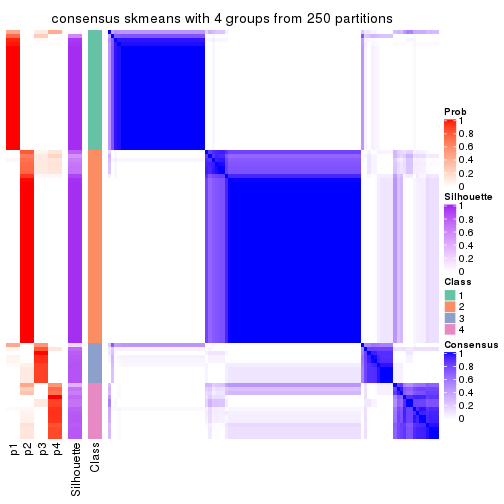 consensus skmeans with 4 groups from 250 partitions
Prob
1
0.8
0.6
0.4
0.2
0
Silhouette
1
0.8
0.6
0.4
0.2
0
Class
1
2
3
4
Consensus
1
0.8
0.6
0.4
0.2
0
p1
p2
p3
p4
Silhouette
Class